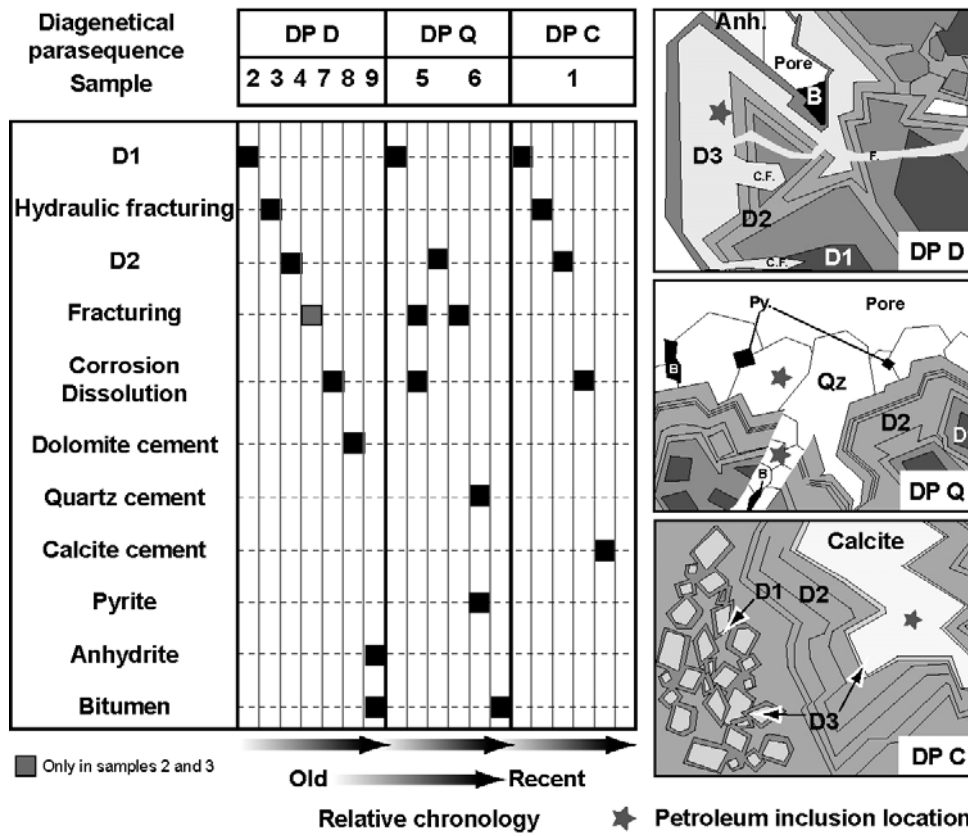 Diagenetical
parasequence
Sample
DP D DP Q DP C
2 3 4 7 8 9 5 6 1
D1
Hydraulic fracturing
D2
Fracturing
Corrosion
Dissolution
Dolomite cement
Quartz cement
Calcite cement
Pyrite
Anhydrite
Bitumen
Only in samples 2 and 3
Old Recent
Relative chronology
Petroleum inclusion location
Anh.
Pore
B
D3
F.
C.F.
D2
D1
C.F.
DP D
Py.
Pore
B
Qz
D2
D
B
DP Q
Calcite
D1
D2
D3
DP C